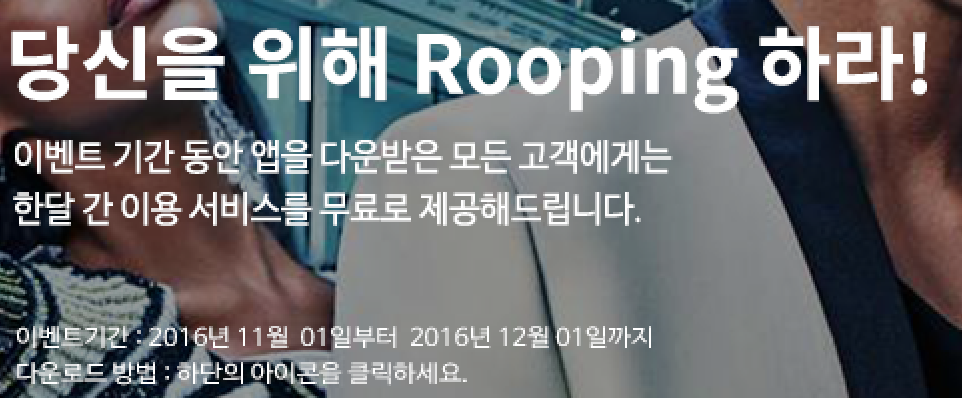 당신을 위해 Rooping 하라!
이벤트 기간 동안 앱을 다운받은 모든 고객에게는
한달 간 이용 서비스를 무료로 제공해드립니다.
이벤트기간 : 2016년 11월 01일부터 2016년 12월 01일까지
다운로드 방법 : 하단의 아이콘을 클릭하세요.